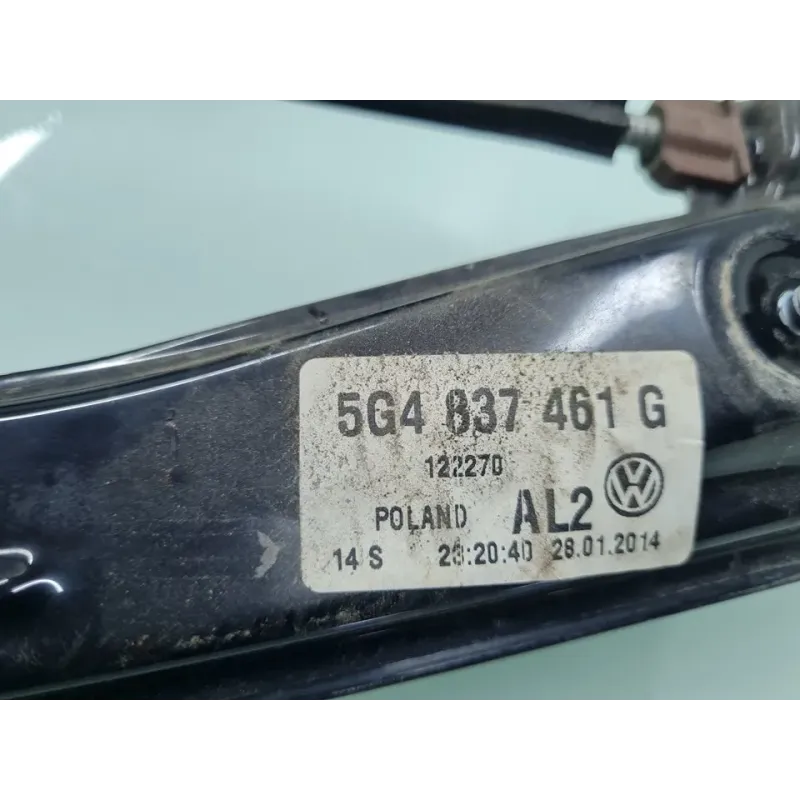 5G4 837 461 G
122270
POLAND AL2
14 S 23:20:40 28.01.2014